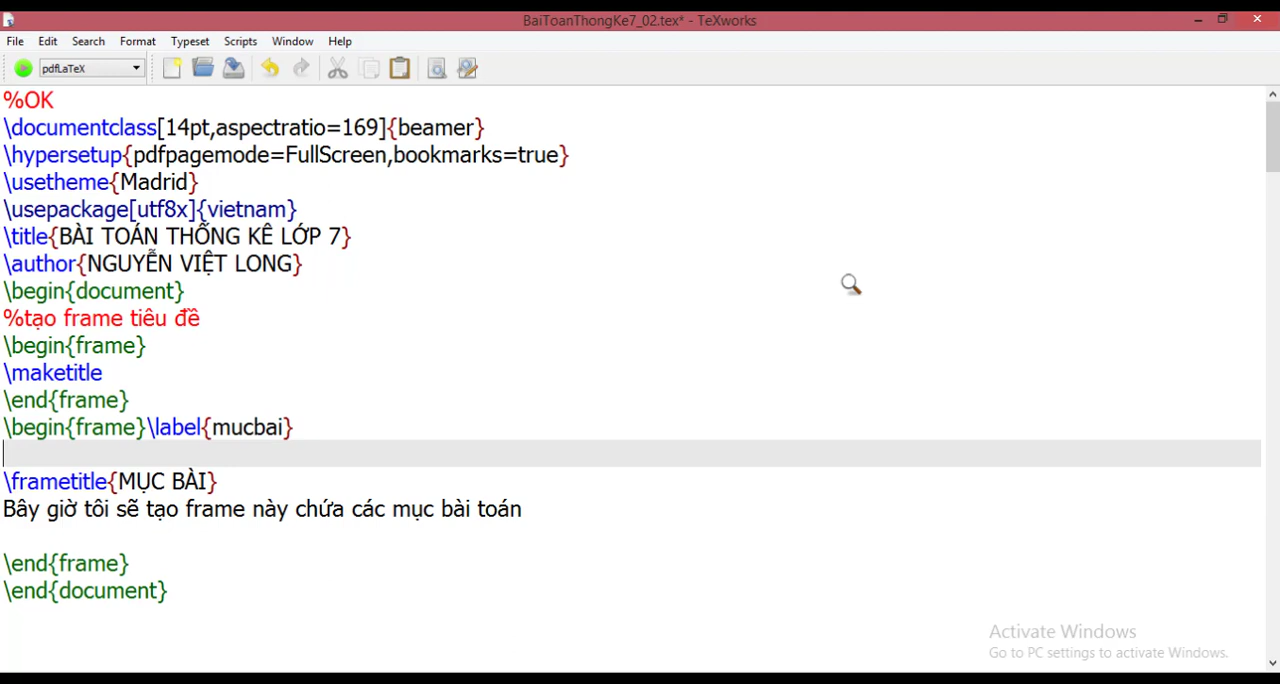 BaiToanThongKe7_02.tex* - TeXworks
File Edit Search Format Typeset Scripts Window Help
pdfLaTeX
%OK
\documentclass[14pt,aspectratio=169]{beamer}
\hypersetup{pdfpagemode=FullScreen,bookmarks=true}
\usetheme{Madrid}
\usepackage[utf8x]{vietnam}
\title{BÀI TOÁN THỐNG KÊ LỚP 7}
\author{NGUYỄN VIỆT LONG}
\begin{document}
%tạo frame tiêu đề
\begin{frame}
\maketitle
\end{frame}
\begin{frame}\label{mucbai}
\frametitle{MỤC BÀI}
Bây giờ tôi sẽ tạo frame này chứa các mục bài toán
\end{frame}
\end{document}
Activate Windows
Go to PC settings to activate Windows.